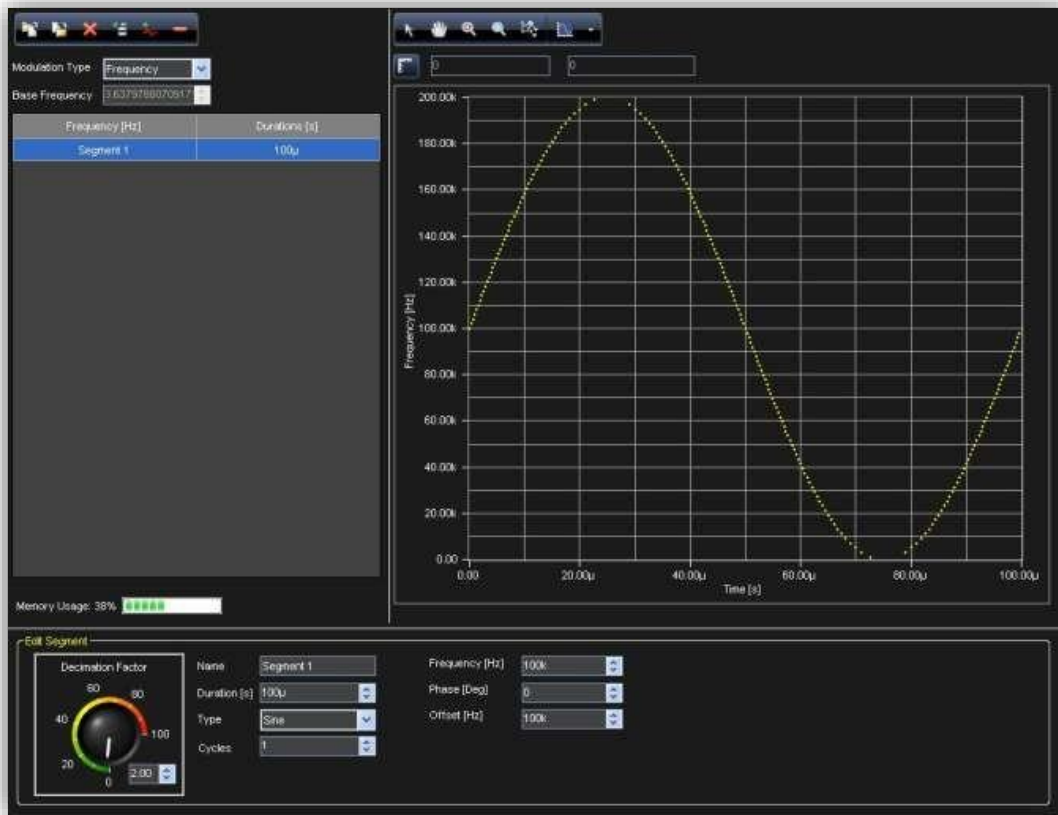 Modulation Type Frequency
Base Frequency
Frequency [Hz] Durations [s]
Segment 1 100µ
Memory Usage: 38%
0 0
Frequency [Hz]
200.00k
180.00k
160.00k
140.00k
120.00k
100.00k
80.00k
60.00k
40.00k
20.00k
0.00
0.00 20.00µ 40.00µ 60.00µ 80.00µ 100.00µ
Time [s]
Edit Segment
Decimation Factor
60 80
40 100
20 0
2.00
Name Segment 1
Duration [s] 100µ
Type Sine
Cycles 1
Frequency [Hz] 100k
Phase [Deg] 0
Offset [Hz] 100k